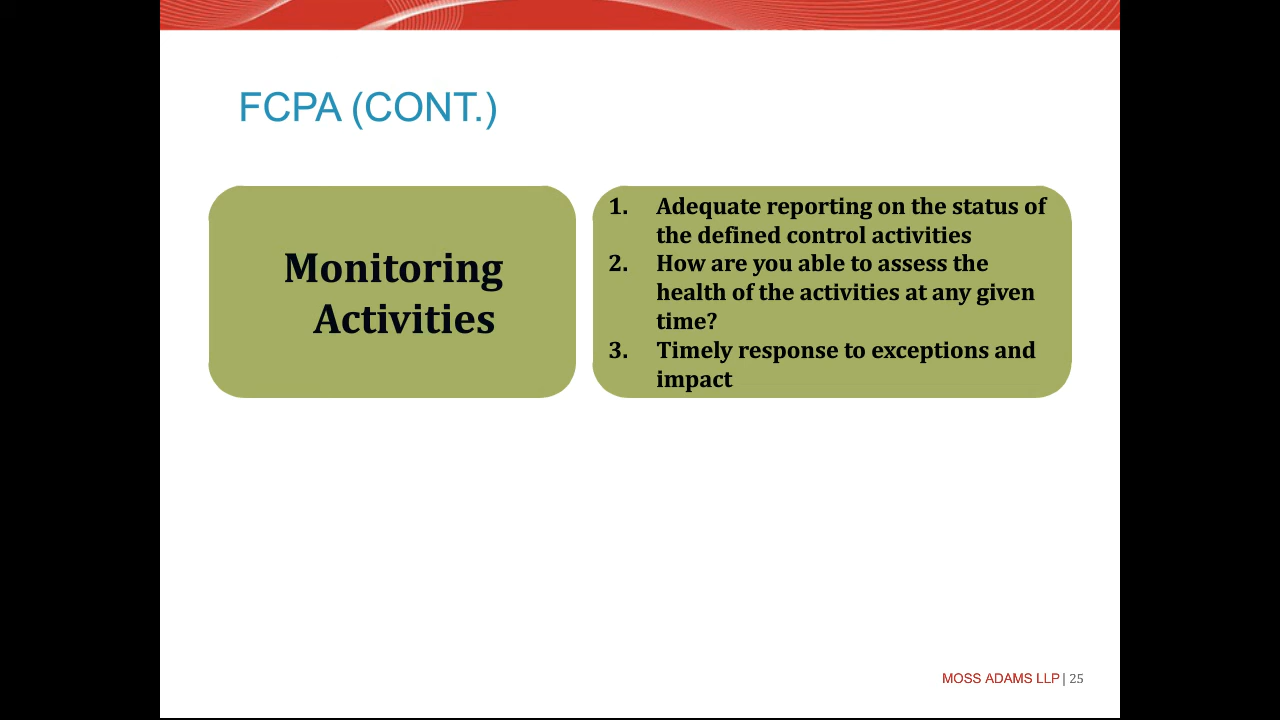 FCPA (CONT.)
Monitoring
Activities
1. Adequate reporting on the status of
the defined control activities
2. How are you able to assess the
health of the activities at any given
time?
3. Timely response to exceptions and
impact
MOSS ADAMS LLP | 25